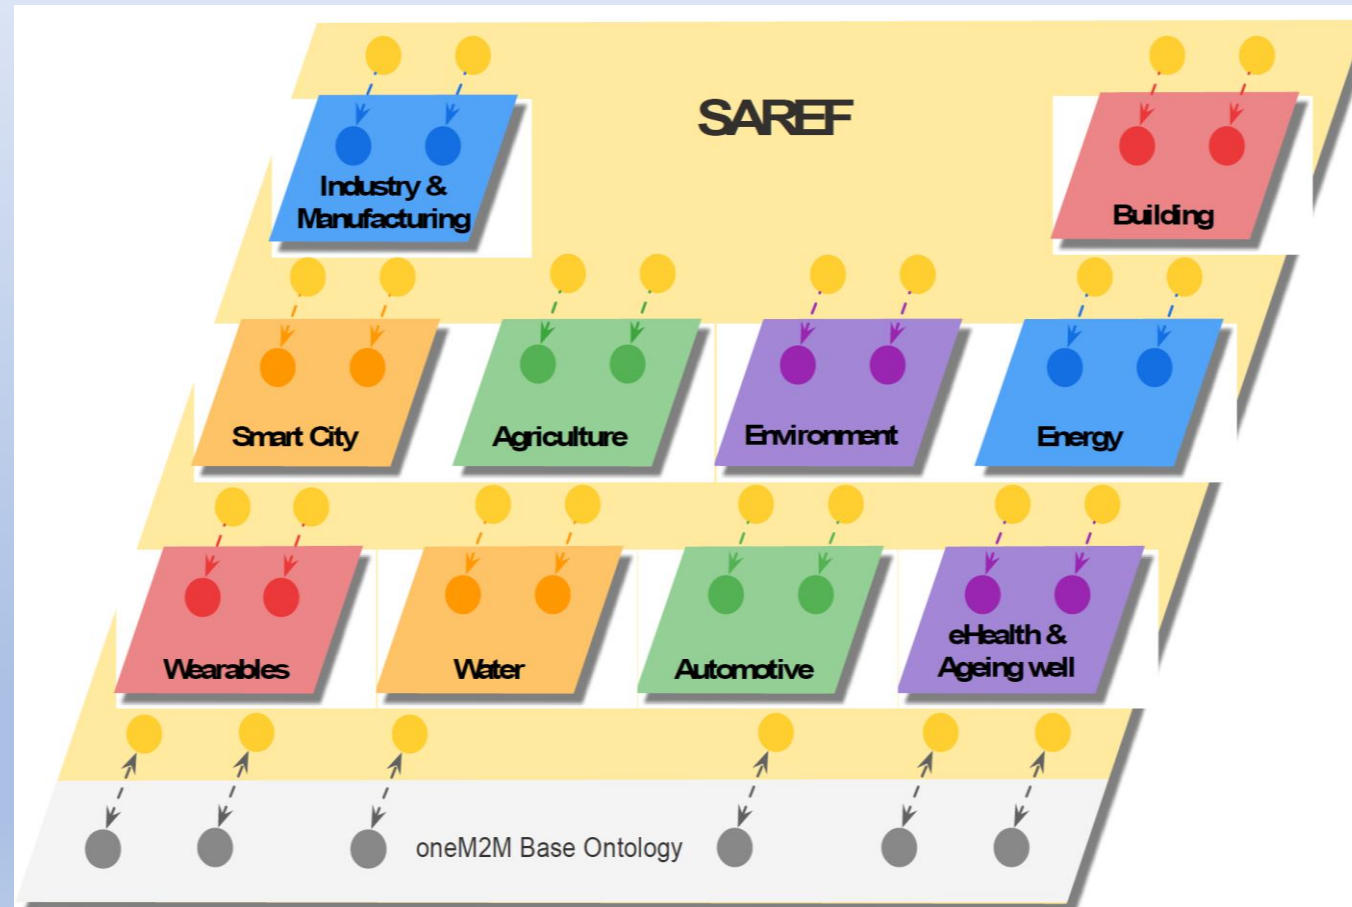 SAREF
Industry &
Manufacturing
Building
Smart City
Agriculture
Environment
Energy
Wearables
Water
Automotive
eHealth &
Ageing well
oneM2M Base Ontology